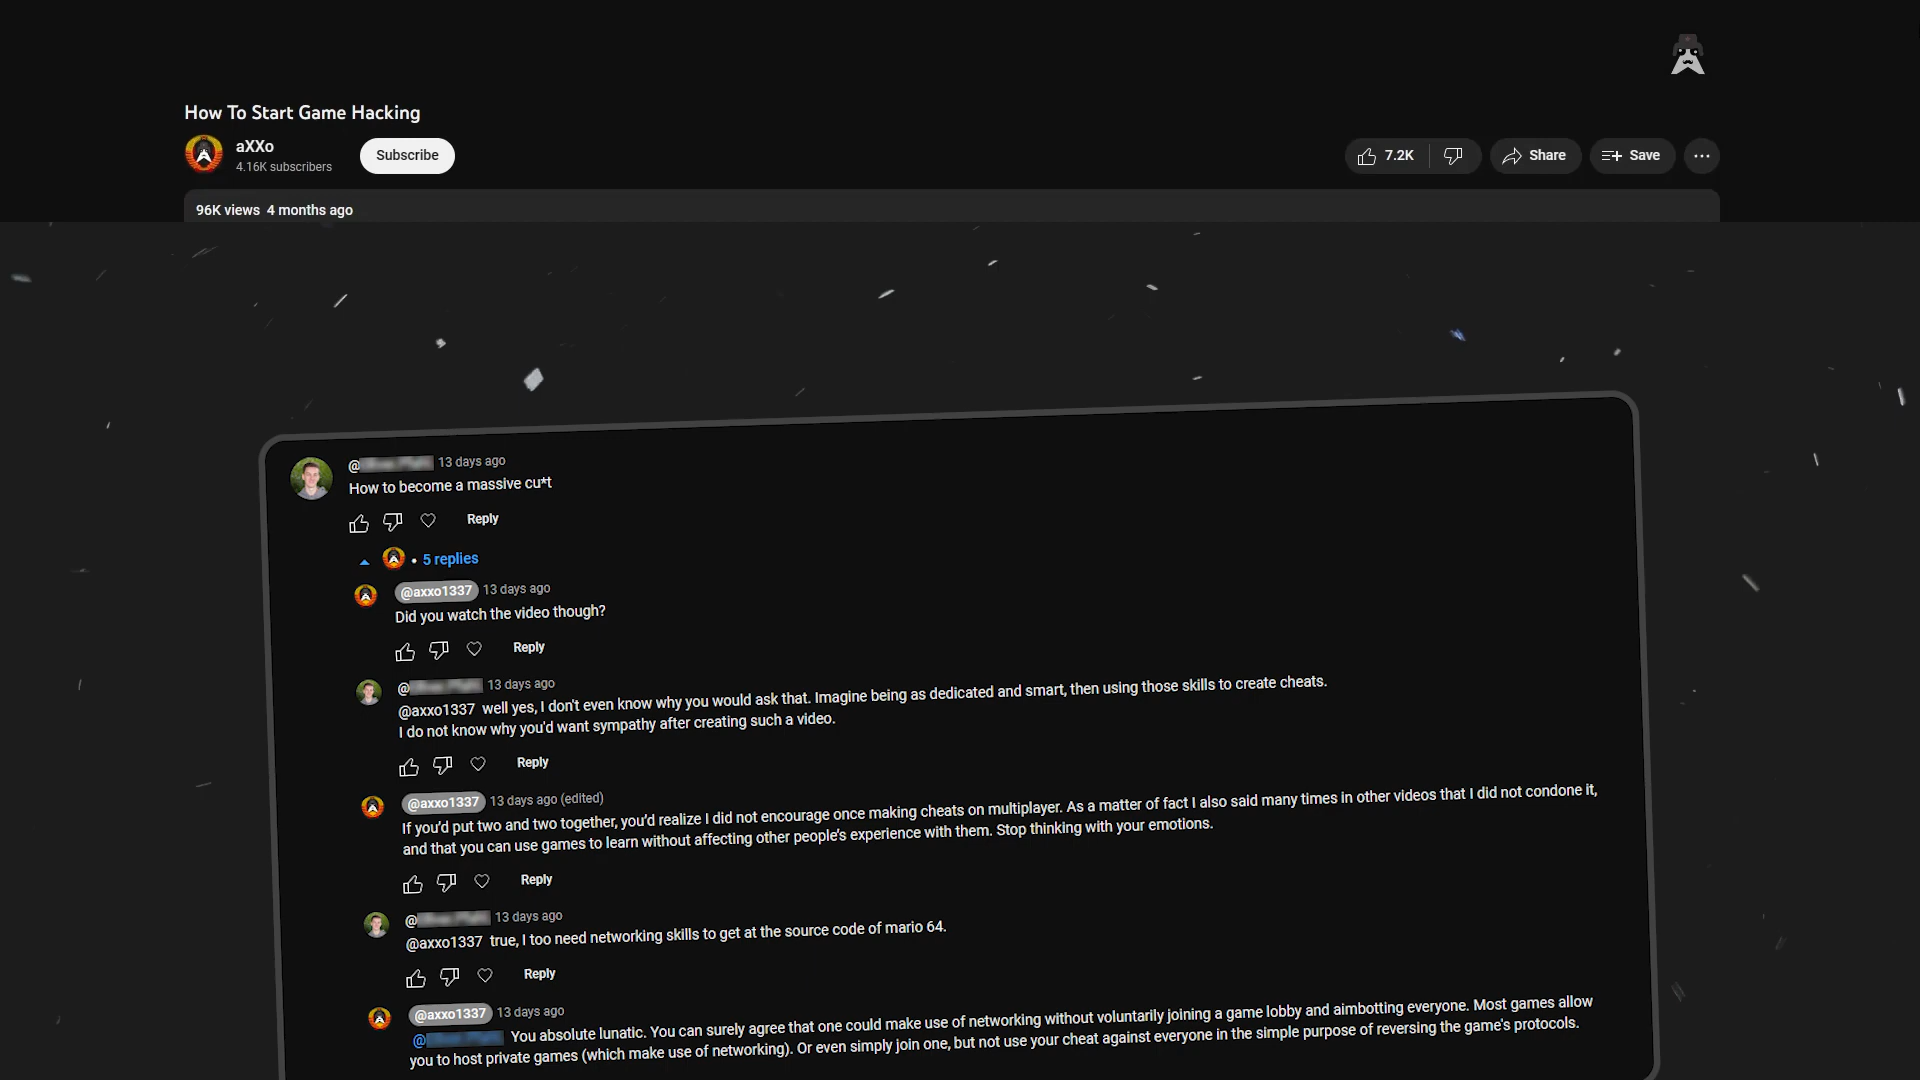 How To Start Game Hacking
aXXo
4.16K subscribers
Subscribe
7.2K
Share
Save
96K views 4 months ago
@
13 days ago
How to become a massive cu*t
Reply
• 5 replies
@axxo1337 13 days ago
Did you watch the video though?
Reply
@
13 days ago
@axxo1337 well yes, I don't even know why you would ask that. Imagine being as dedicated and smart, then using those skills to create cheats.
I do not know why you'd want sympathy after creating such a video.
Reply
@axxo1337 13 days ago (edited)
If you’d put two and two together, you’d realize I did not encourage once making cheats on multiplayer. As a matter of fact I also said many times in other videos that I did not condone it,
and that you can use games to learn without affecting other people’s experience with them. Stop thinking with your emotions.
Reply
@
13 days ago
@axxo1337 true, I too need networking skills to get at the source code of mario 64.
Reply
@axxo1337 13 days ago
@ You absolute lunatic. You can surely agree that one could make use of networking without voluntarily joining a game lobby and aimbotting everyone. Most games allow
you to host private games (which make use of networking). Or even simply join one, but not use your cheat against everyone in the simple purpose of reversing the game's protocols.